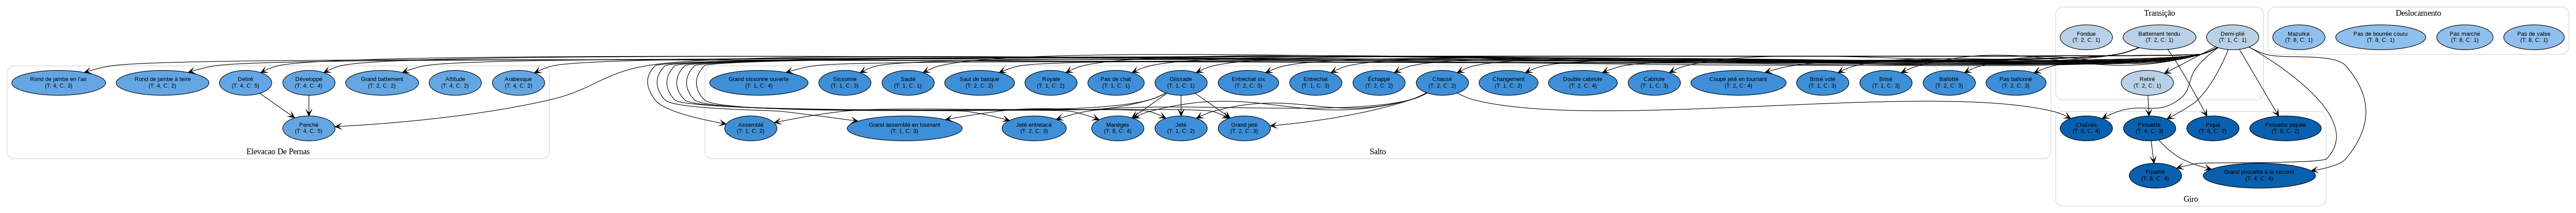 Transição
Deslocamento
Fondue
(T: 2, C: 1)
Battement tendu
(T: 2, C: 1)
Demi-plié
(T: 1, C: 1)
Mazurka
(T: 8, C: 1)
Pas de bourrée couru
(T: 8, C: 1)
Pas marché
(T: 8, C: 1)
Pas de valse
(T: 8, C: 1)
Rond de jambe en l'air
(T: 4, C: 3)
Rond de jambe à terre
(T: 4, C: 2)
Detiré
(T: 4, C: 5)
Développé
(T: 4, C: 4)
Grand battement
(T: 2, C: 2)
Attitude
(T: 4, C: 2)
Arabesque
(T: 4, C: 2)
Grand sissonne ouverte
(T: 1, C: 4)
Sissonne
(T: 1, C: 3)
Sauté
(T: 1, C: 1)
Saut de basque
(T: 2, C: 2)
Royale
(T: 1, C: 2)
Pas de chat
(T: 1, C: 1)
Glissade
(T: 1, C: 1)
Entrechat six
(T: 2, C: 5)
Entrechat
(T: 1, C: 3)
Échappé
(T: 2, C: 2)
Chassé
(T: 2, C: 2)
Changement
(T: 1, C: 2)
Double cabriole
(T: 2, C: 4)
Cabriole
(T: 1, C: 3)
Coupé jeté en tournant
(T: 2, C: 4)
Brisé volé
(T: 1, C: 3)
Brisé
(T: 1, C: 3)
Ballotté
(T: 2, C: 3)
Pas ballonné
(T: 2, C: 3)
Retiré
(T: 2, C: 1)
Penché
(T: 4, C: 5)
Assemblé
(T: 1, C: 2)
Grand assemblé en tournant
(T: 1, C: 3)
Jeté entrelacé
(T: 2, C: 3)
Manèges
(T: 8, C: 4)
Jeté
(T: 1, C: 2)
Grand jeté
(T: 2, C: 3)
Chaînés
(T: 8, C: 4)
Pirouette
(T: 4, C: 3)
Piqué
(T: 8, C: 2)
Pirouette piqueé
(T: 8, C: 2)
Elevacao De Pernas
Salto
Fouetté
(T: 8, C: 4)
Grand pirouette à la second
(T: 4, C: 4)
Giro